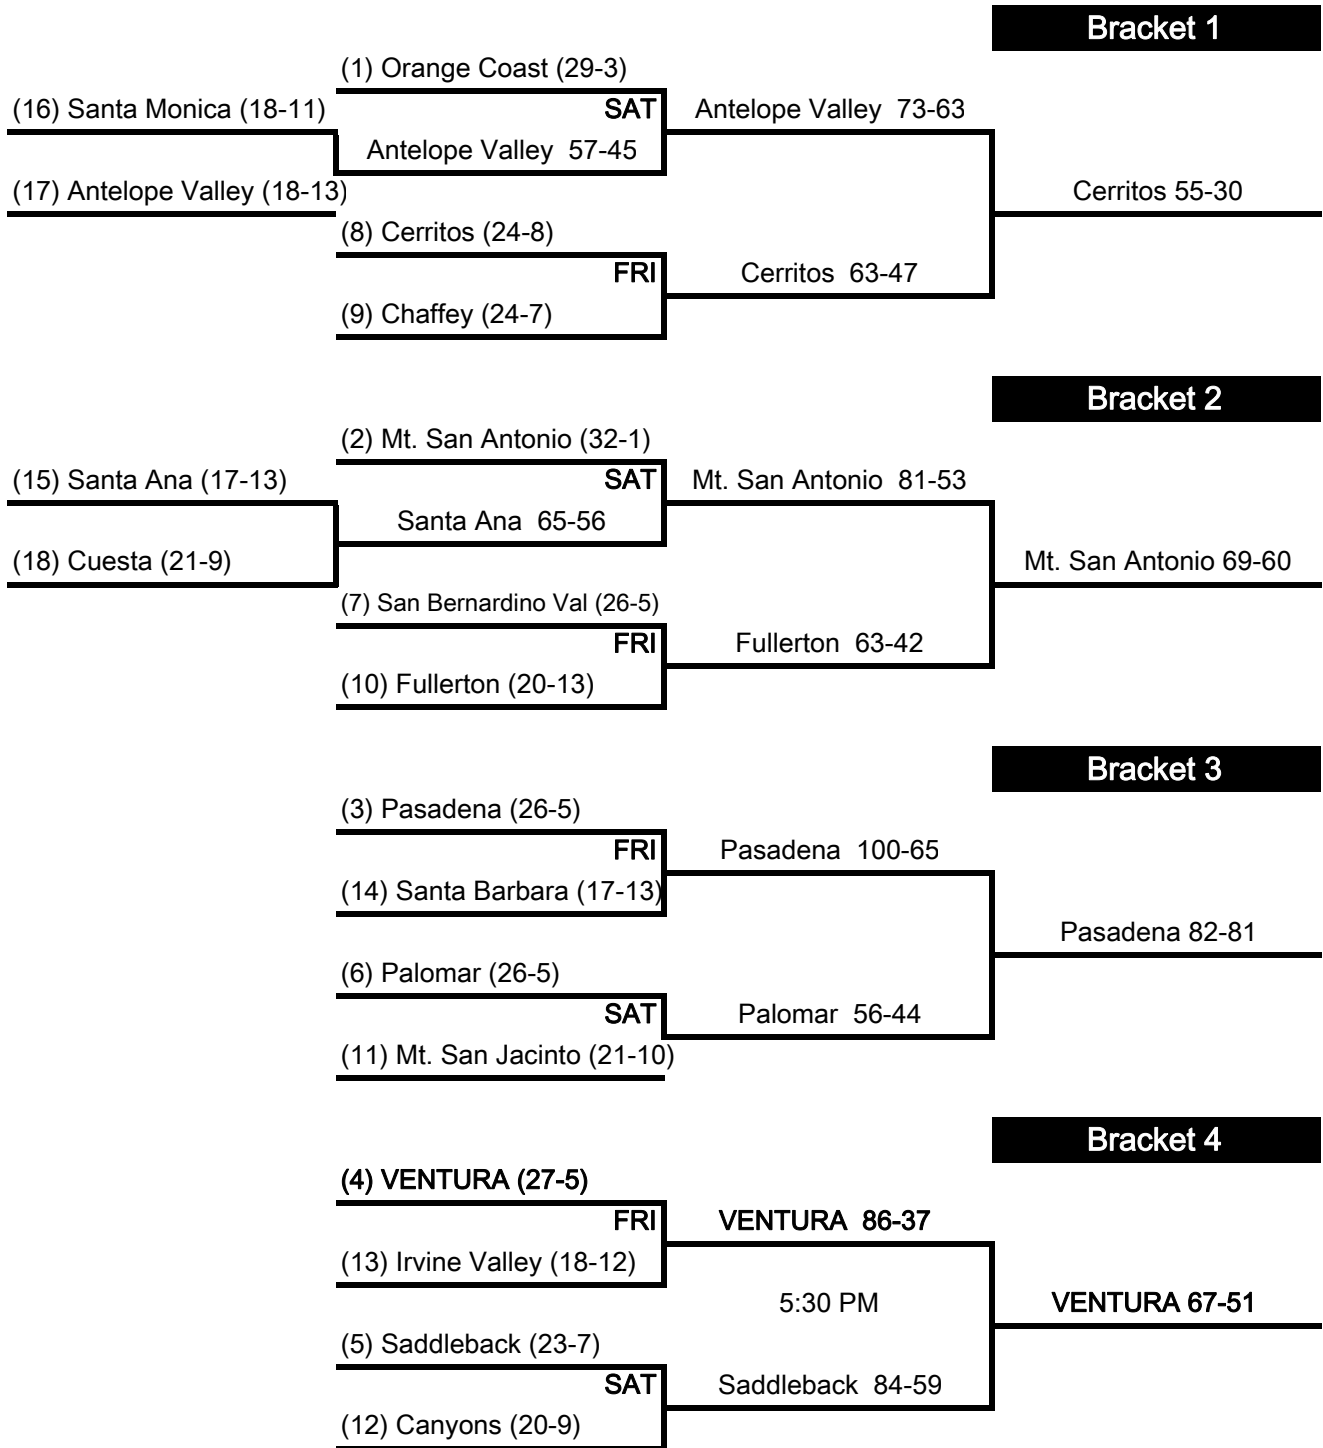 Bracket 1
(1) Orange Coast (29-3)
(16) Santa Monica (18-11)
SAT
Antelope Valley 73-63
Antelope Valley 57-45
(17) Antelope Valley (18-13)
Cerritos 55-30
(8) Cerritos (24-8)
FRI
Cerritos 63-47
(9) Chaffey (24-7)
Bracket 2
(2) Mt. San Antonio (32-1)
(15) Santa Ana (17-13)
SAT
Mt. San Antonio 81-53
Santa Ana 65-56
(18) Cuesta (21-9)
Mt. San Antonio 69-60
(7) San Bernardino Val (26-5)
FRI
Fullerton 63-42
(10) Fullerton (20-13)
Bracket 3
(3) Pasadena (26-5)
FRI
Pasadena 100-65
(14) Santa Barbara (17-13)
Pasadena 82-81
(6) Palomar (26-5)
SAT
Palomar 56-44
(11) Mt. San Jacinto (21-10)
Bracket 4
(4) VENTURA (27-5)
FRI
VENTURA 86-37
(13) Irvine Valley (18-12)
5:30 PM
VENTURA 67-51
(5) Saddleback (23-7)
SAT
Saddleback 84-59
(12) Canyons (20-9)